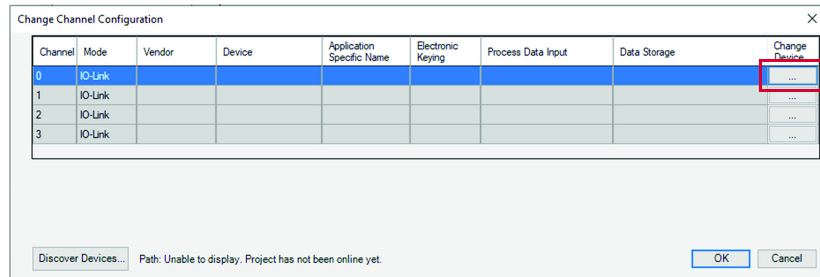 Change Channel Configuration
Channel Mode Vendor Device Application Specific Name Electronic Keying Process Data Input Data Storage Change Device
0 IO-Link ...
1 IO-Link ...
2 IO-Link ...
3 IO-Link ...
Discover Devices... Path: Unable to display. Project has not been online yet. OK Cancel